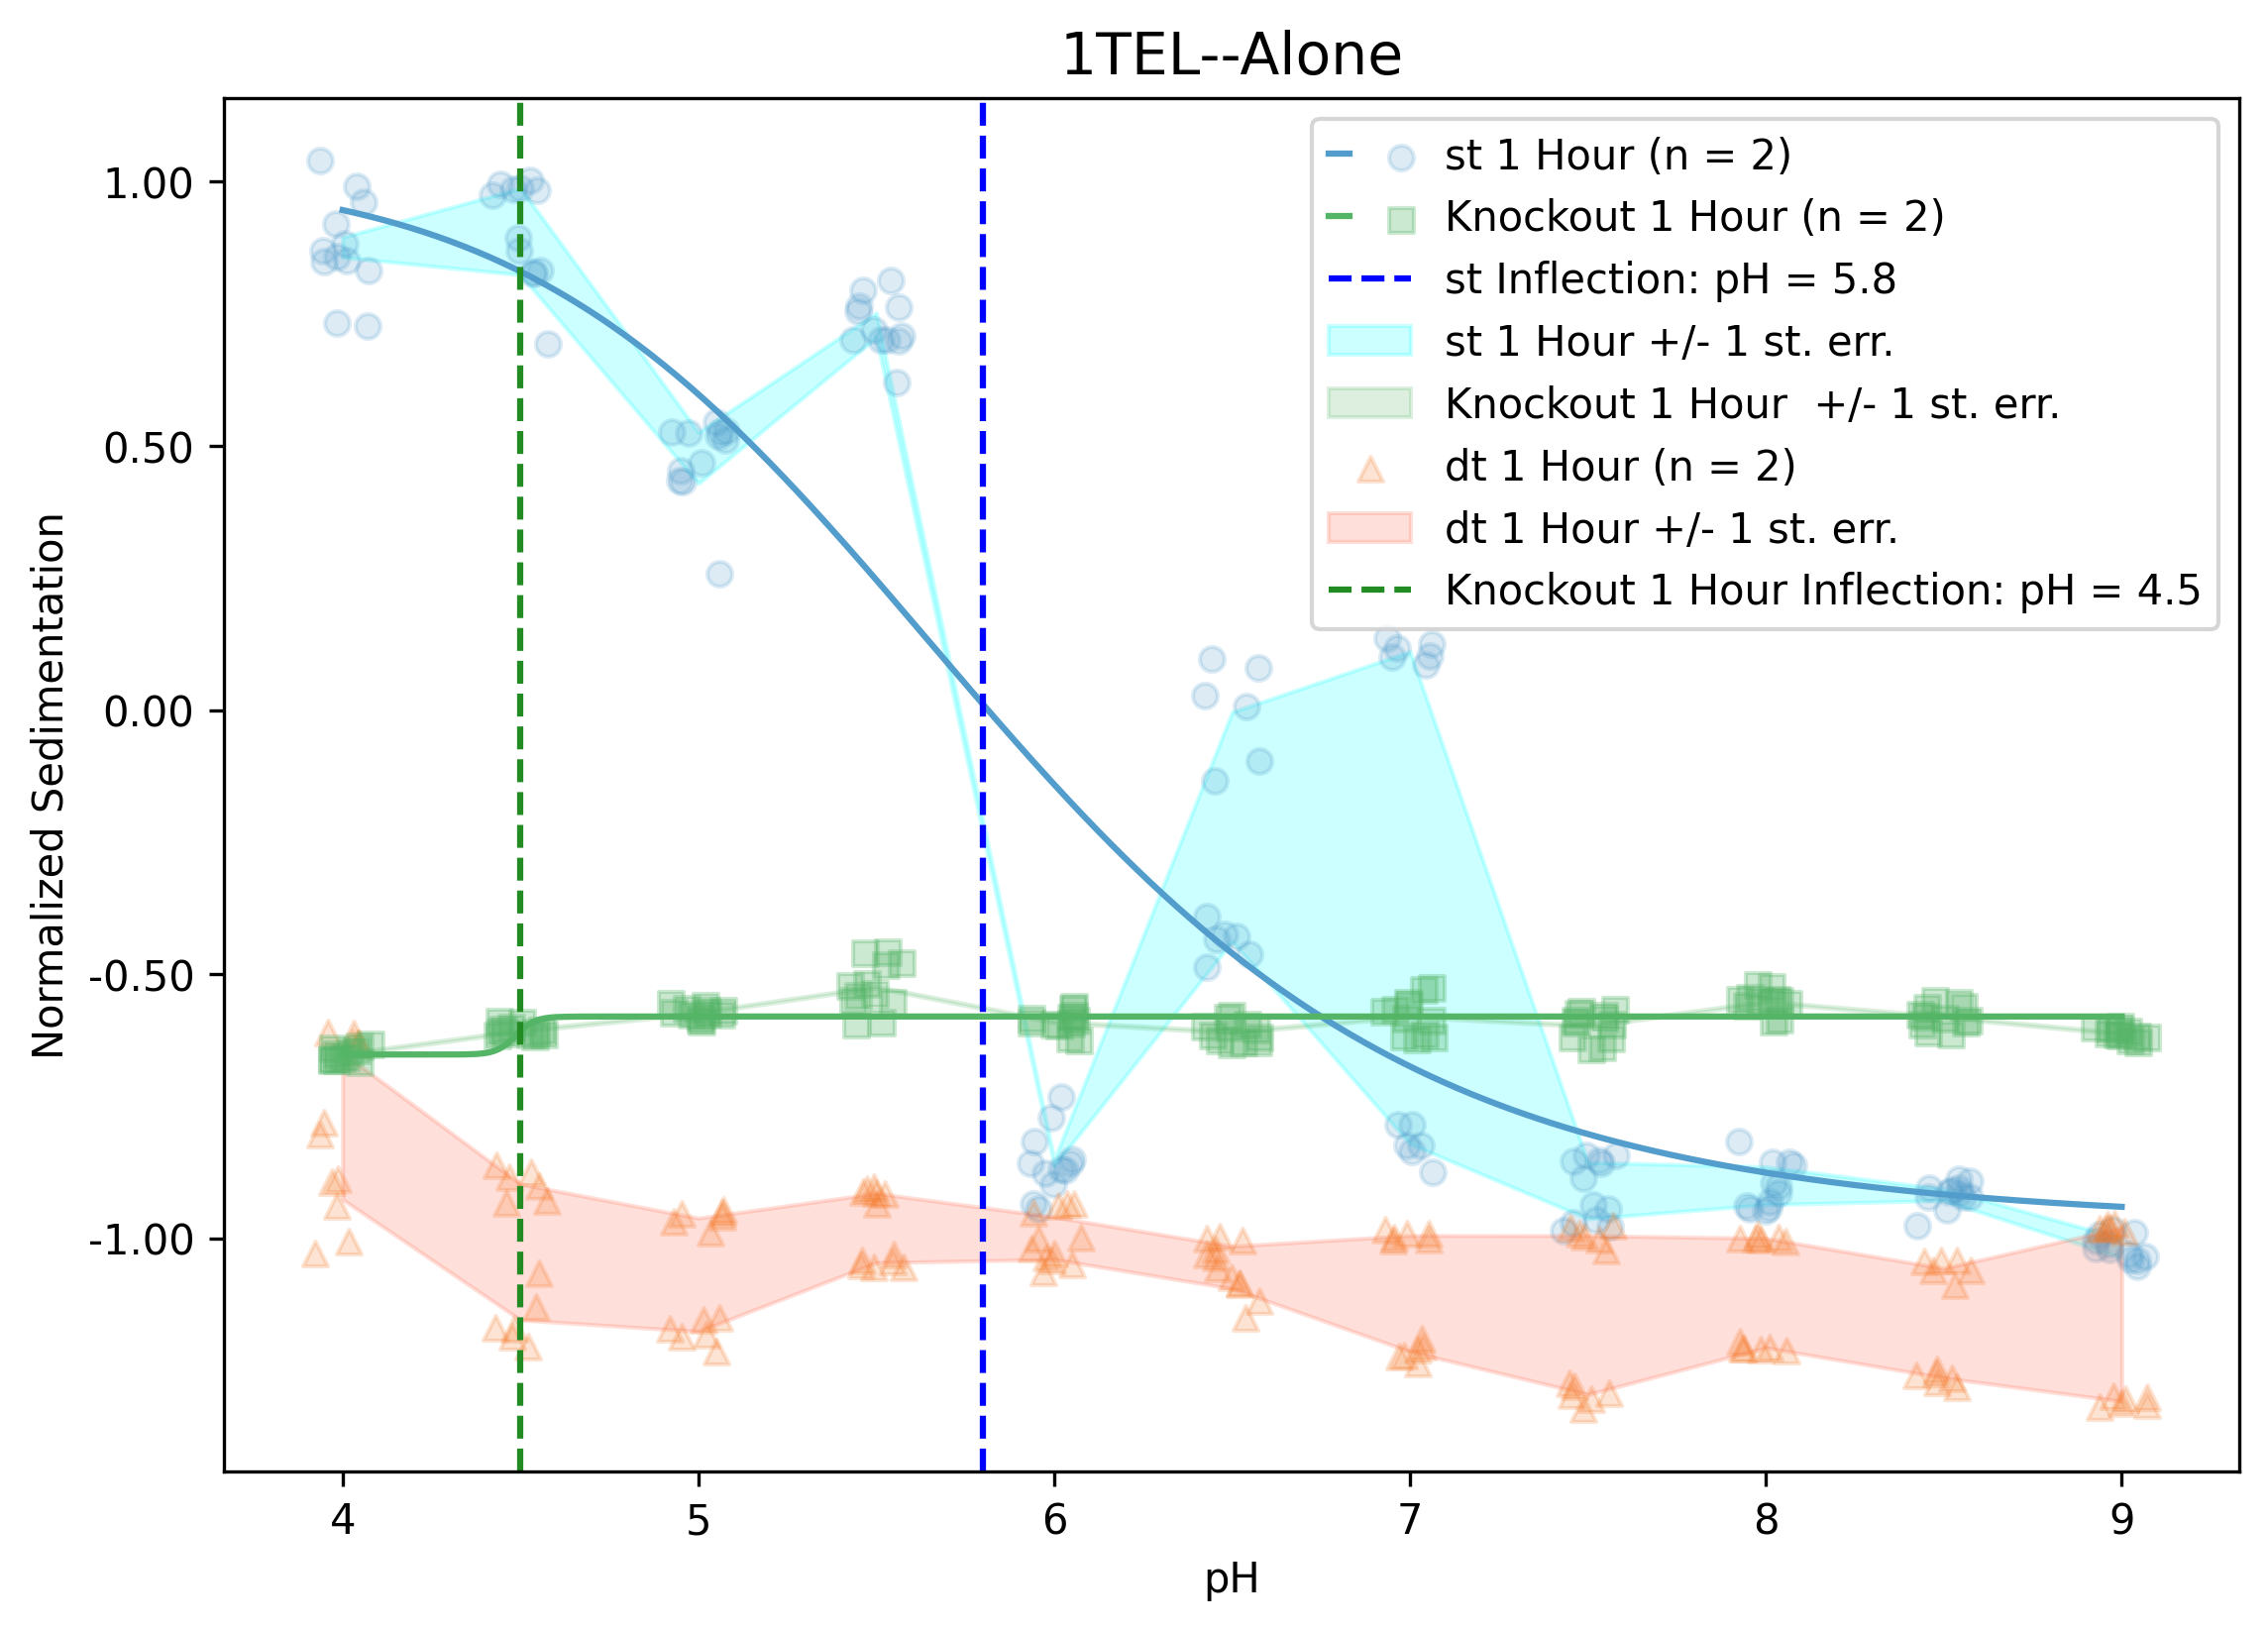 1TEL--Alone
st 1 Hour (n = 2)
Knockout 1 Hour (n = 2)
st Inflection: pH = 5.8
st 1 Hour +/- 1 st. err.
Knockout 1 Hour  +/- 1 st. err.
dt 1 Hour (n = 2)
dt 1 Hour +/- 1 st. err.
Knockout 1 Hour Inflection: pH = 4.5
Normalized Sedimentation
1.00
0.50
0.00
-0.50
-1.00
4 5 6 7 8 9
pH